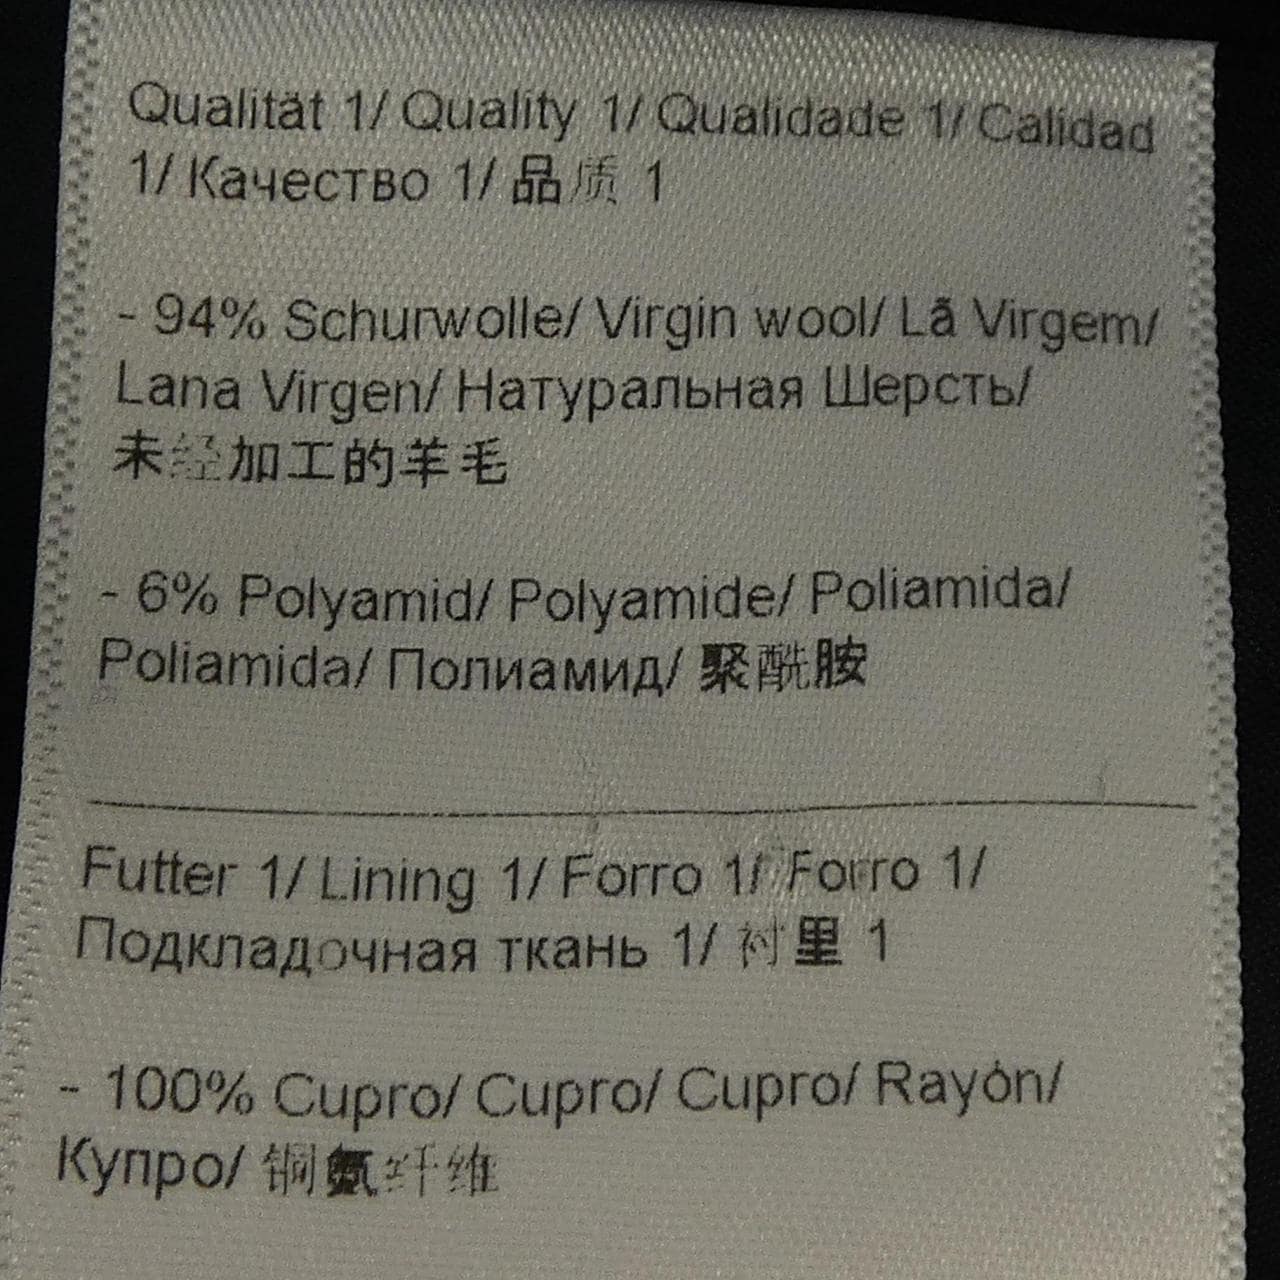 Qualität 1/ Quality 1/ Qualidade 1/ Calidad
1/ Качество 1/ 品质 1
- 94% Schurwolle/ Virgin wool/ Lã Virgem/
Lana Virgen/ Натуральная Шерсть/
未经加工的羊毛
- 6% Polyamid/ Polyamide/ Poliamida/
Poliamida/ Полиамид/ 聚酰胺
Futter 1/ Lining 1/ Forro 1/ Forro 1/
Подкладочная ткань 1/ 衬里 1
- 100% Cupro/ Cupro/ Cupro/ Rayón/
Купро/ 铜氨纤维